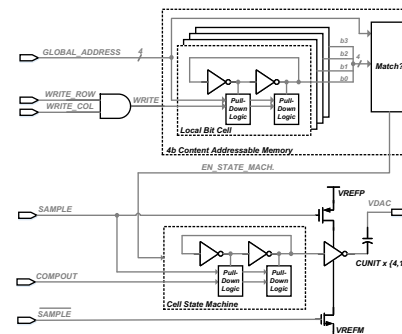 GLOBAL_ADDRESS
4
b3
b2
b1
b0
4
Match?
Pull-Down Logic
Pull-Down Logic
Local Bit Cell
4b Content Addressable Memory
WRITE_ROW
WRITE_COL
WRITE
EN_STATE_MACH.
SAMPLE
VREFP
VDAC
CUNIT x {4,1
Pull-Down Logic
Pull-Down Logic
Cell State Machine
COMPOUT
SAMPLE
VREFM